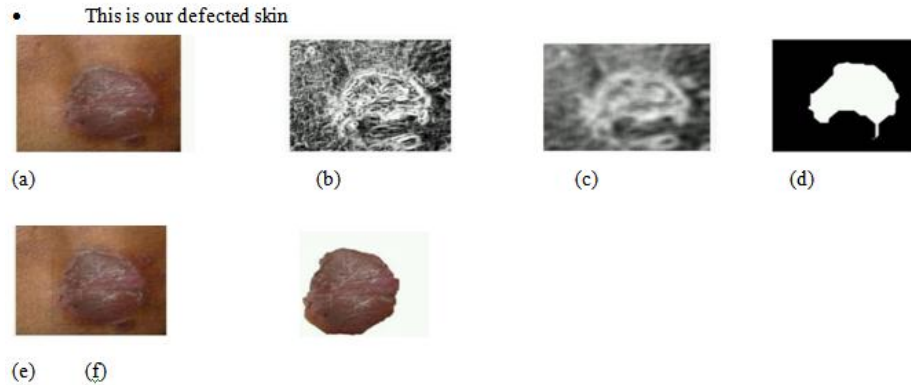 • This is our defected skin
(a) (b) (c) (d)
(e) (f)